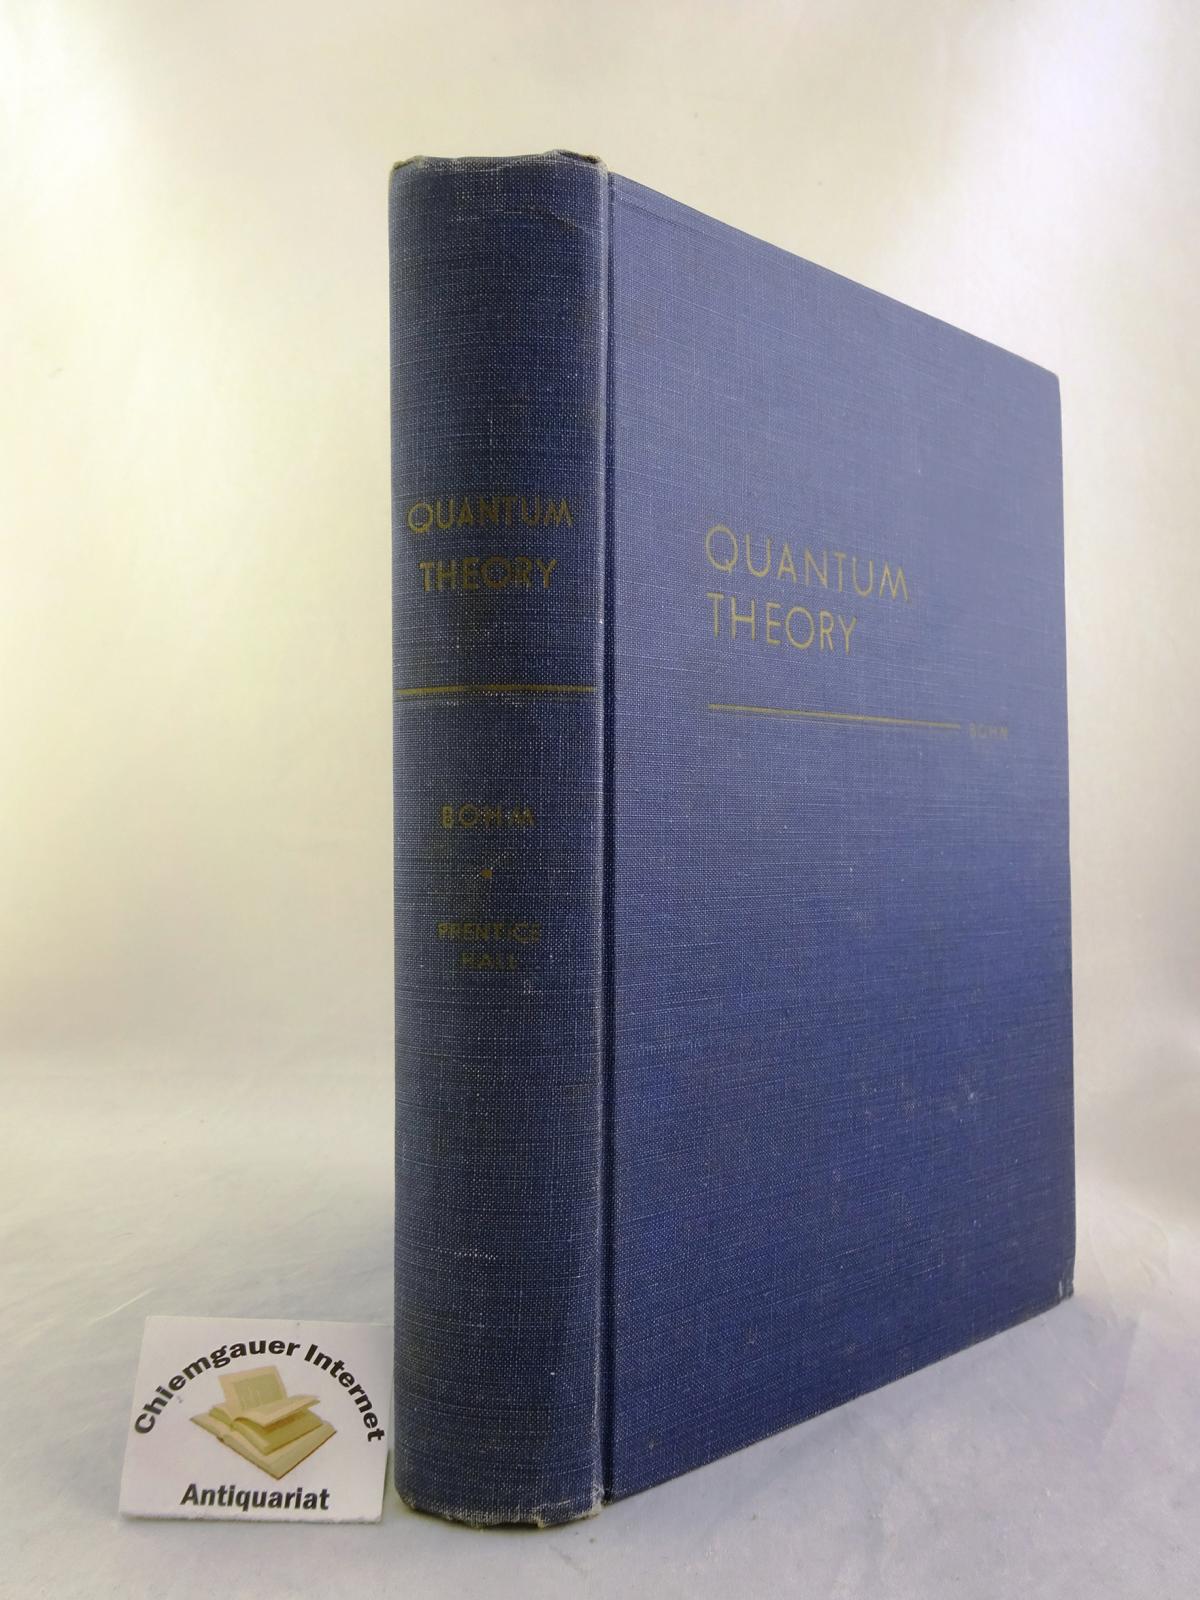 QUANTUM
THEORY
BOHM
PRENTICE
HALL
QUANTUM
THEORY
BOHM
Chiemgauer Internet
Antiquariat